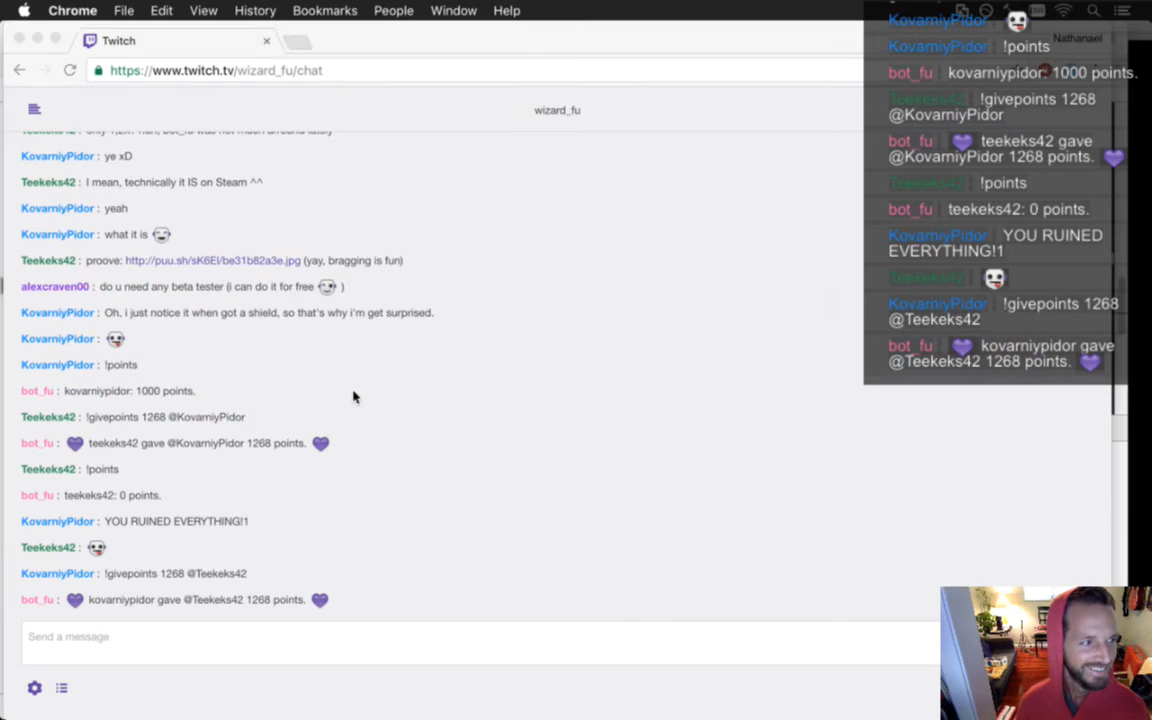 Chrome File Edit View History Bookmarks People Window Help
Twitch
Nathanael
https://www.twitch.tv/wizard_fu/chat
wizard_fu
KovarniyPidor : ye xD
Teekeks42 : I mean, technically it IS on Steam ^^
KovarniyPidor : yeah
KovarniyPidor : what it is
Teekeks42 : proove: http://puu.sh/sK6El/be31b82a3e.jpg (yay, bragging is fun)
alexcraven00 : do u need any beta tester (i can do it for free )
KovarniyPidor : Oh, i just notice it when got a shield, so that's why i'm get surprised.
KovarniyPidor :
KovarniyPidor : !points
bot_fu : kovarniypidor: 1000 points.
Teekeks42 : !givepoints 1268 @KovarniyPidor
bot_fu : teekeks42 gave @KovarniyPidor 1268 points.
Teekeks42 : !points
bot_fu : teekeks42: 0 points.
KovarniyPidor : YOU RUINED EVERYTHING!1
Teekeks42 :
KovarniyPidor : !givepoints 1268 @Teekeks42
bot_fu : kovarniypidor gave @Teekeks42 1268 points.
Send a message
KovarniyPidor
KovarniyPidor !points
bot_fu kovarniypidor: 1000 points.
Teekeks42 !givepoints 1268
@KovarniyPidor
bot_fu teekeks42 gave
@KovarniyPidor 1268 points.
Teekeks42 !points
bot_fu teekeks42: 0 points.
KovarniyPidor YOU RUINED
EVERYTHING!1
Teekeks42
KovarniyPidor !givepoints 1268
@Teekeks42
bot_fu kovarniypidor gave
@Teekeks42 1268 points.